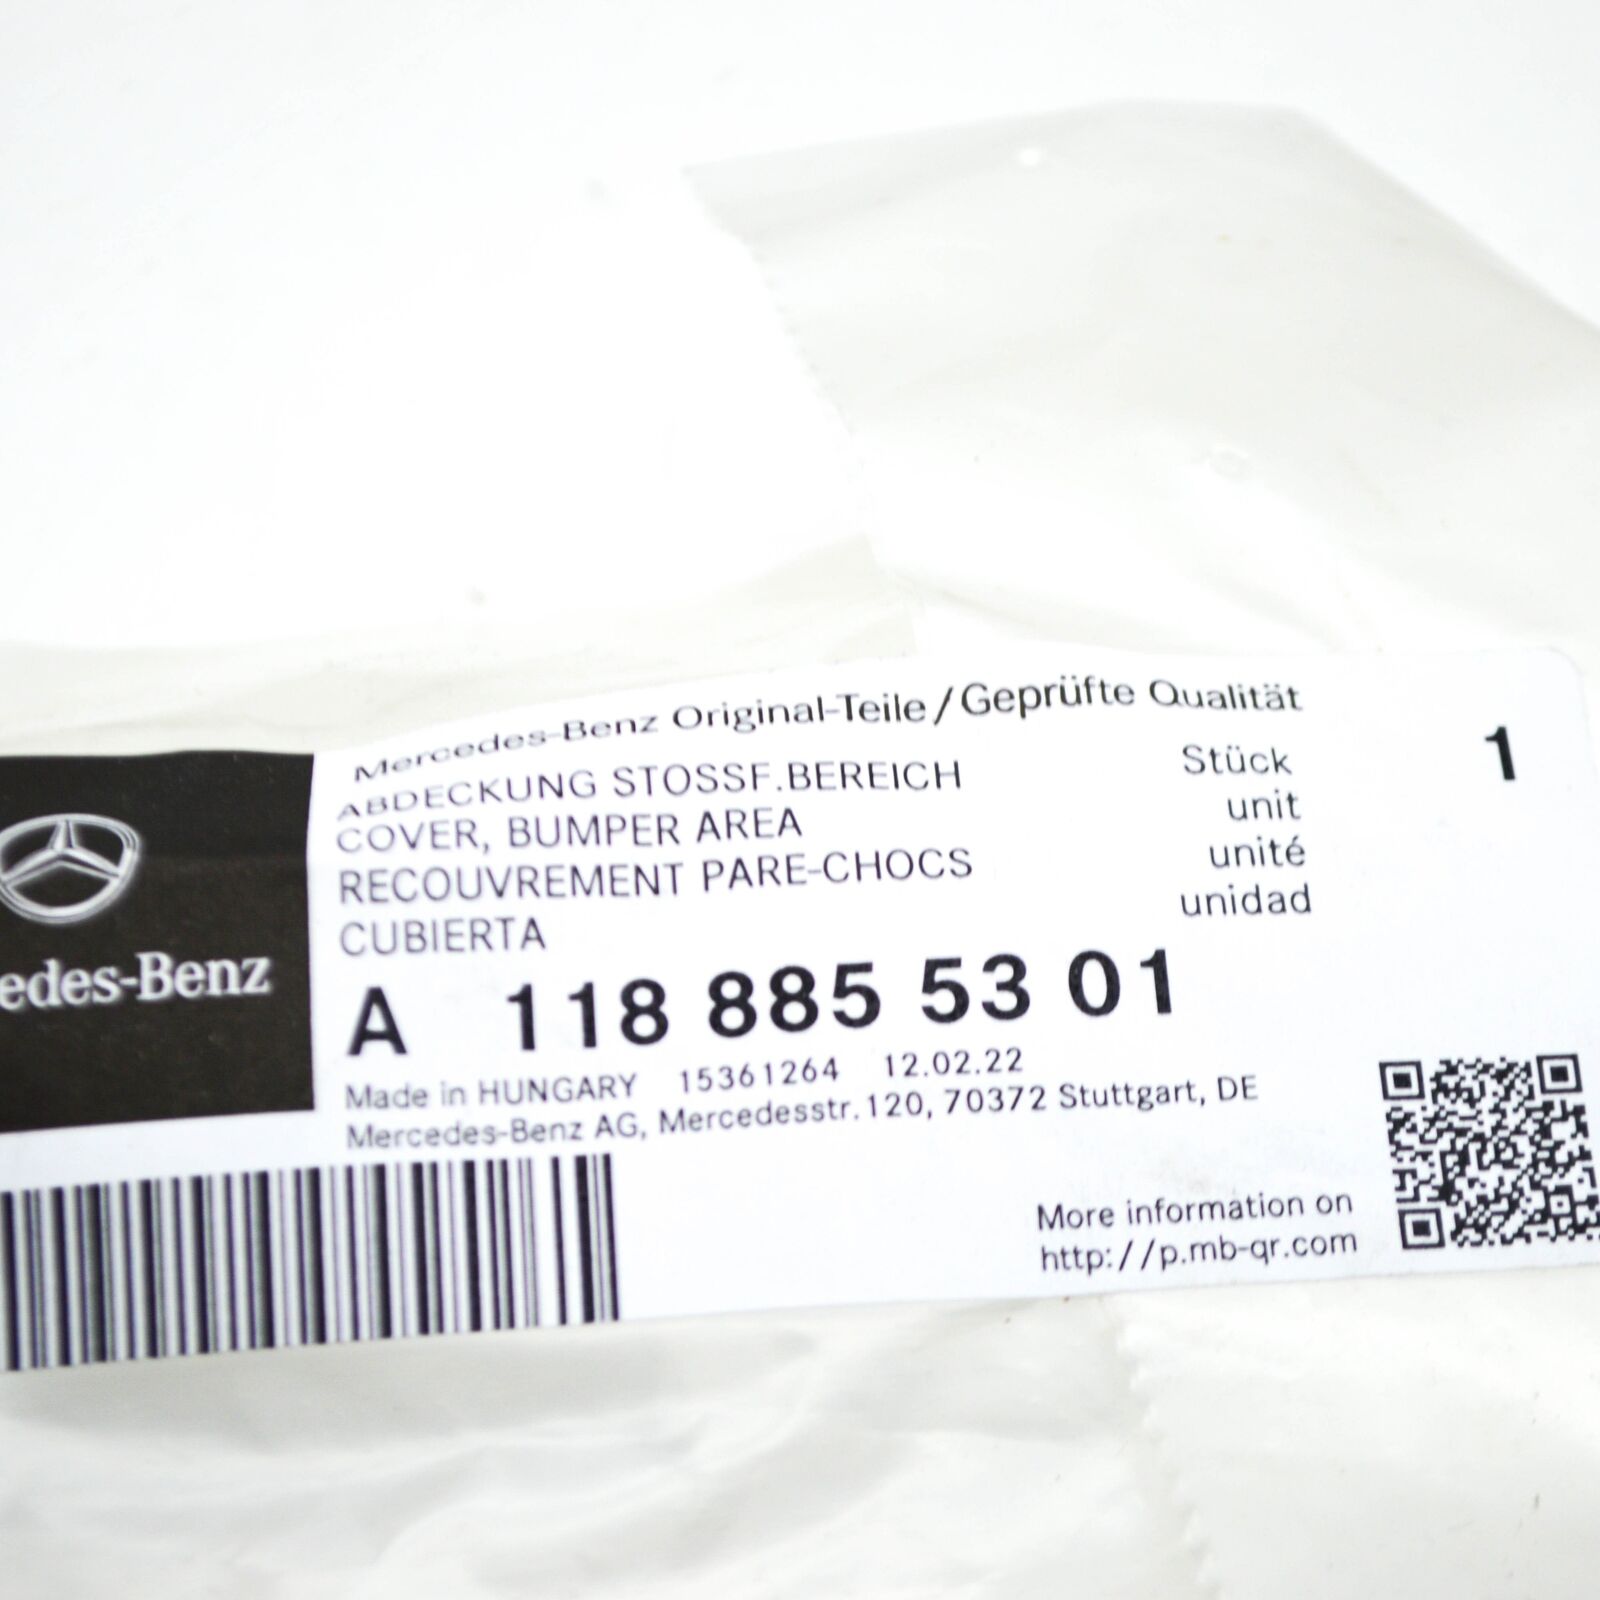 Mercedes-Benz Original-Teile/Geprüfte Qualität
ABDECKUNG STOSSF.BEREICH
COVER, BUMPER AREA
RECOUVREMENT PARE-CHOCS
CUBIERTA
Stück 1
unit
unité
unidad
edes-Benz
A 118 885 53 01
Made in HUNGARY 15361264 12.02.22
Mercedes-Benz AG, Mercedesstr.120, 70372 Stuttgart, DE
More information on
http://p.mb-qr.com